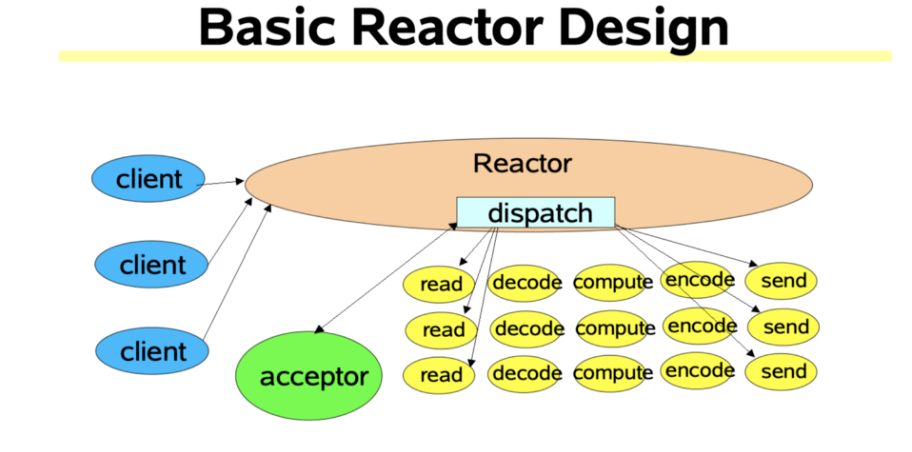 Basic Reactor Design
Reactor
client
dispatch
client
client
acceptor
read decode compute encode send
read decode compute encode send
read decode compute encode send